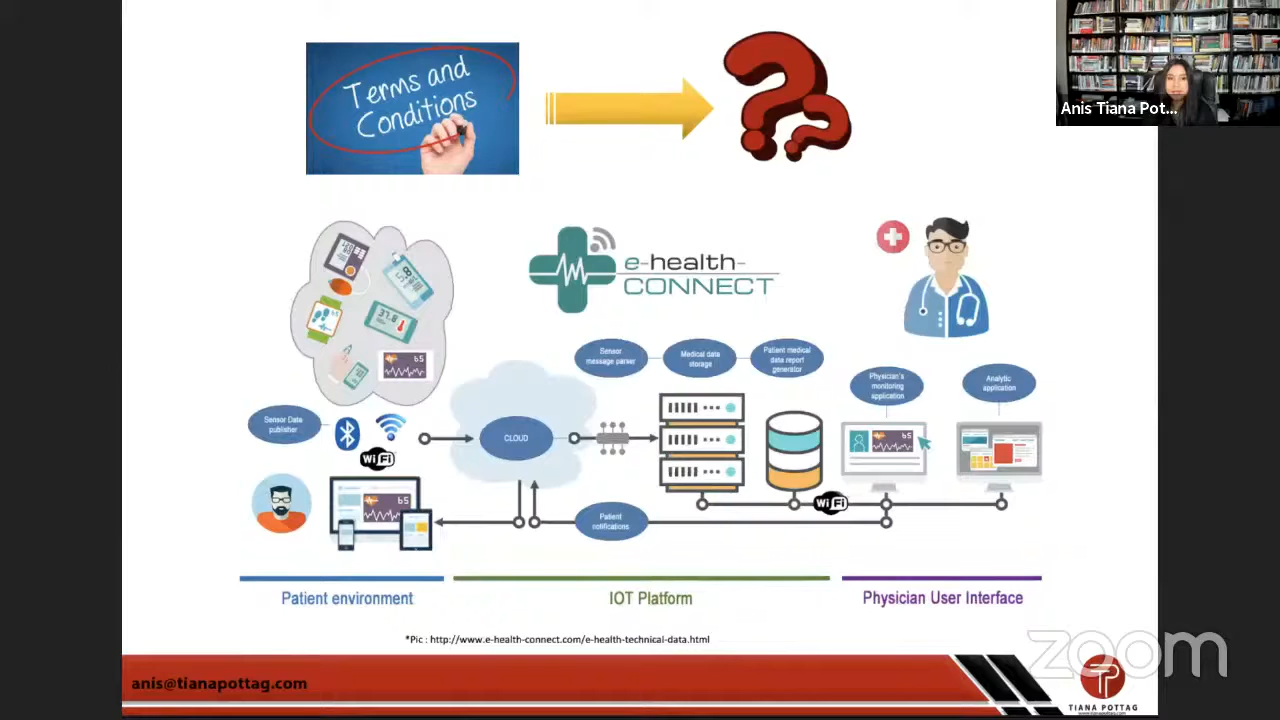 Terms and
Conditions
Anis Tiana Pot...
e-health-
CONNECT
Sensor
message parser
Medical data
storage
Patient medical
data report
generator
Physician's
monitoring
application
Analytic
application
Sensor Data
publisher
WiFi
CLOUD
WiFi
Patient
notifications
Patient environment
IOT Platform
Physician User Interface
*Pic : http://www.e-health-connect.com/e-health-technical-data.html
zoom
anis@tianapottag.com
TIANA POTTAG